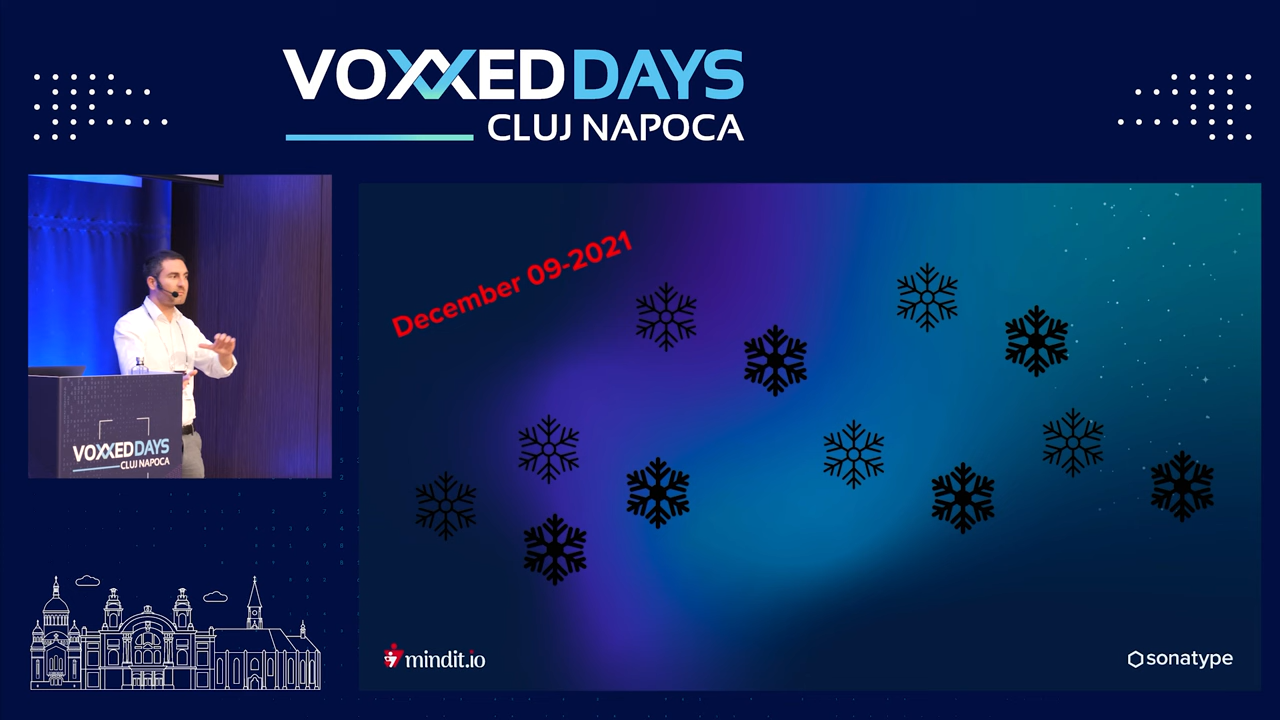 VOXXED DAYS
CLUJ NAPOCA
December 09-2021
VOXXED DAYS
CLUJ NAPOCA
mindit.io
sonatype